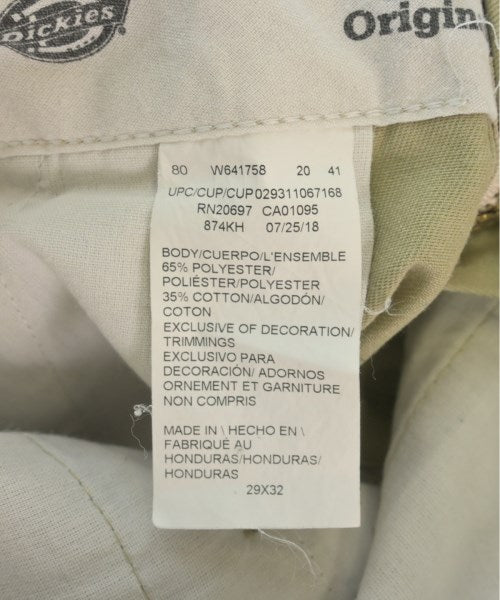 Dickies
Origin
80 W641758 20 41
UPC/CUP/CUP029311067168
RN20697 CA01095
874KH 07/25/18
BODY/CUERPO/L'ENSEMBLE
65% POLYESTER/
POLIÉSTER/POLYESTER
35% COTTON/ALGODÓN/
COTON
EXCLUSIVE OF DECORATION/
TRIMMINGS
EXCLUSIVO PARA
DECORACIÓN/ ADORNOS
ORNEMENT ET GARNITURE
NON COMPRIS
MADE IN \ HECHO EN \
FABRIQUÉ AU
HONDURAS/HONDURAS/
HONDURAS
29X32